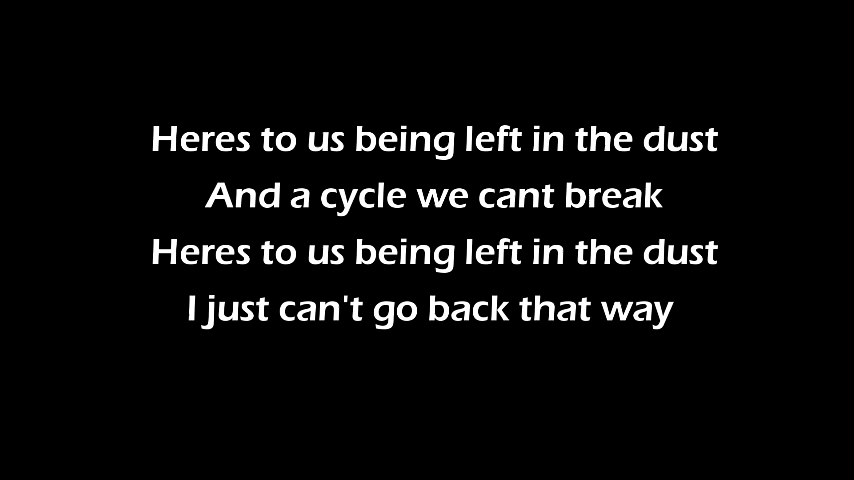 Heres to us being left in the dust
And a cycle we cant break
Heres to us being left in the dust
I just can't go back that way